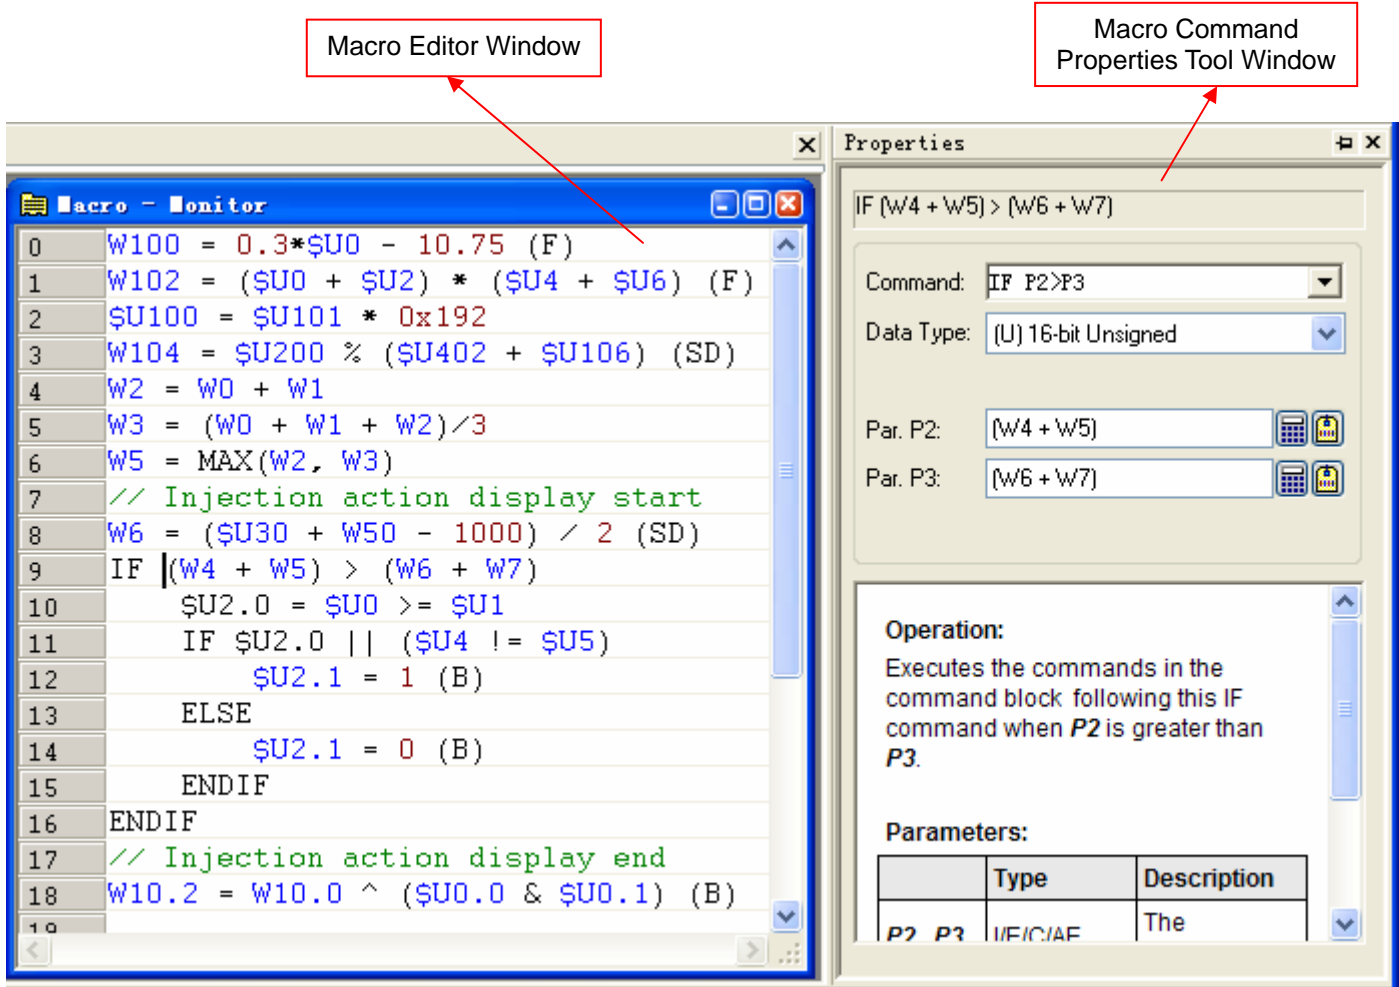 Macro Editor Window
Macro Command
Properties Tool Window
Properties
Macro - Monitor
0 W100 = 0.3*$U0 - 10.75 (F)
1 W102 = ($U0 + $U2) * ($U4 + $U6) (F)
2 $U100 = $U101 * 0x192
3 W104 = $U200 % ($U402 + $U106) (SD)
4 W2 = W0 + W1
5 W3 = (W0 + W1 + W2)/3
6 W5 = MAX(W2, W3)
7 // Injection action display start
8 W6 = ($U30 + W50 - 1000) / 2 (SD)
9 IF (W4 + W5) > (W6 + W7)
10 $U2.0 = $U0 >= $U1
11 IF $U2.0 || ($U4 != $U5)
12 $U2.1 = 1 (B)
13 ELSE
14 $U2.1 = 0 (B)
15 ENDIF
16 ENDIF
17 // Injection action display end
18 W10.2 = W10.0 ^ ($U0.0 & $U0.1) (B)
19
IF (W4 + W5) > (W6 + W7)
Command: IF P2>P3
Data Type: (U) 16-bit Unsigned
Par. P2: (W4 + W5)
Par. P3: (W6 + W7)
Operation:
Executes the commands in the
command block following this IF
command when P2 is greater than
P3.
Parameters:
Type Description
P2 P3 The